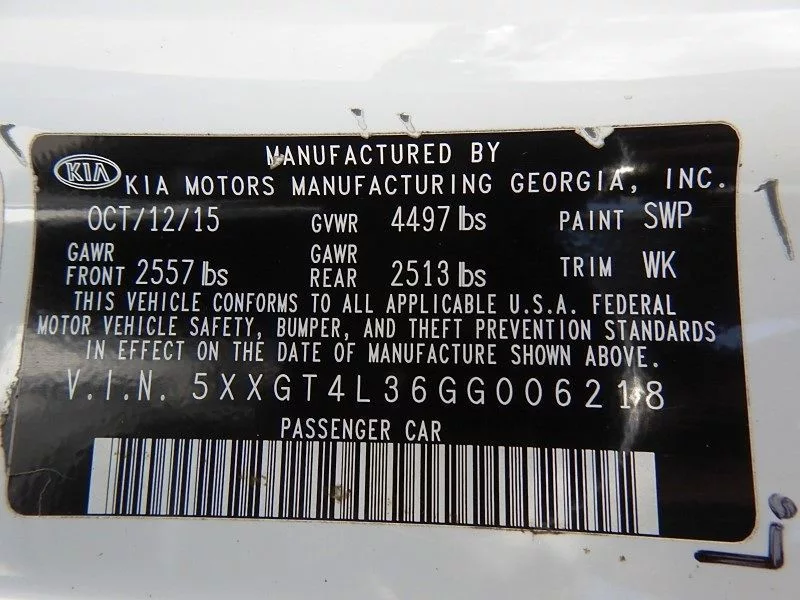 MANUFACTURED BY
KIA KIA MOTORS MANUFACTURING GEORGIA, INC.
OCT/12/15 GVWR 4497 lbs PAINT SWP
GAWR FRONT 2557 lbs GAWR REAR 2513 lbs TRIM WK
THIS VEHICLE CONFORMS TO ALL APPLICABLE U.S.A. FEDERAL
MOTOR VEHICLE SAFETY, BUMPER, AND THEFT PREVENTION STANDARDS
IN EFFECT ON THE DATE OF MANUFACTURE SHOWN ABOVE.
V.I.N. 5XXGT4L36GG006218
PASSENGER CAR